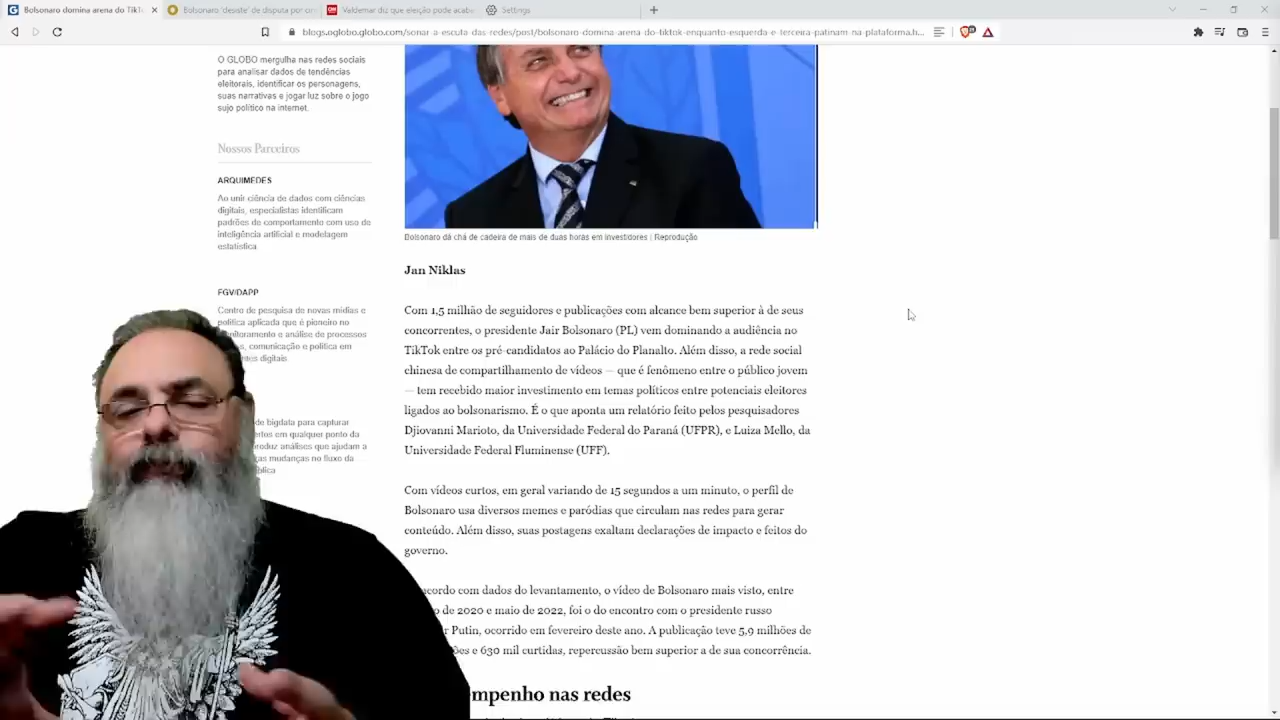 Bolsonaro domina arena do TikT
Bolsonaro 'desiste' de disputa por
Valdemar diz que eleição pode acaba
Settings
blogs.oglobo.globo.com/sonar-a-escuta-das-redes/post/bolsonaro-domina-arena-do-tiktok-enquanto-esquerda-e-terceira-patinam-na-plataforma.h...
O GLOBO mergulha nas redes sociais
para analisar dados de tendências
eleitorais, identificar os personagens,
suas narrativas e jogar luz sobre o jogo
sujo político na internet.
Nossos Parceiros
ARQUIMEDES
Ao unir ciência de dados com ciências
digitais, especialistas identificam
padrões de comportamento com uso de
inteligência artificial e modelagem
estatística
FGV/DAPP
Centro de pesquisa de novas mídias e
política aplicada que é pioneiro no
e análise de processos
comunicação e política em
digitais.
de bigdata para capturar
em qualquer ponto da
análises que ajudam a
mudanças no fluxo da
Bolsonaro dá chá de cadeira de mais de duas horas em investidores | Reprodução
Jan Niklas
Com 1,5 milhão de seguidores e publicações com alcance bem superior à de seus
concorrentes, o presidente Jair Bolsonaro (PL) vem dominando a audiência no
TikTok entre os pré-candidatos ao Palácio do Planalto. Além disso, a rede social
chinesa de compartilhamento de vídeos — que é fenômeno entre o público jovem
— tem recebido maior investimento em temas políticos entre potenciais eleitores
ligados ao bolsonarismo. É o que aponta um relatório feito pelos pesquisadores
Djiovanni Marioto, da Universidade Federal do Paraná (UFPR), e Luiza Mello, da
Universidade Federal Fluminense (UFF).
Com vídeos curtos, em geral variando de 15 segundos a um minuto, o perfil de
Bolsonaro usa diversos memes e paródias que circulam nas redes para gerar
conteúdo. Além disso, suas postagens exaltam declarações de impacto e feitos do
governo.
acordo com dados do levantamento, o vídeo de Bolsonaro mais visto, entre
de 2020 e maio de 2022, foi o do encontro com o presidente russo
Putin, ocorrido em fevereiro deste ano. A publicação teve 5,9 milhões de
e 630 mil curtidas, repercussão bem superior a de sua concorrência.
mpenho nas redes